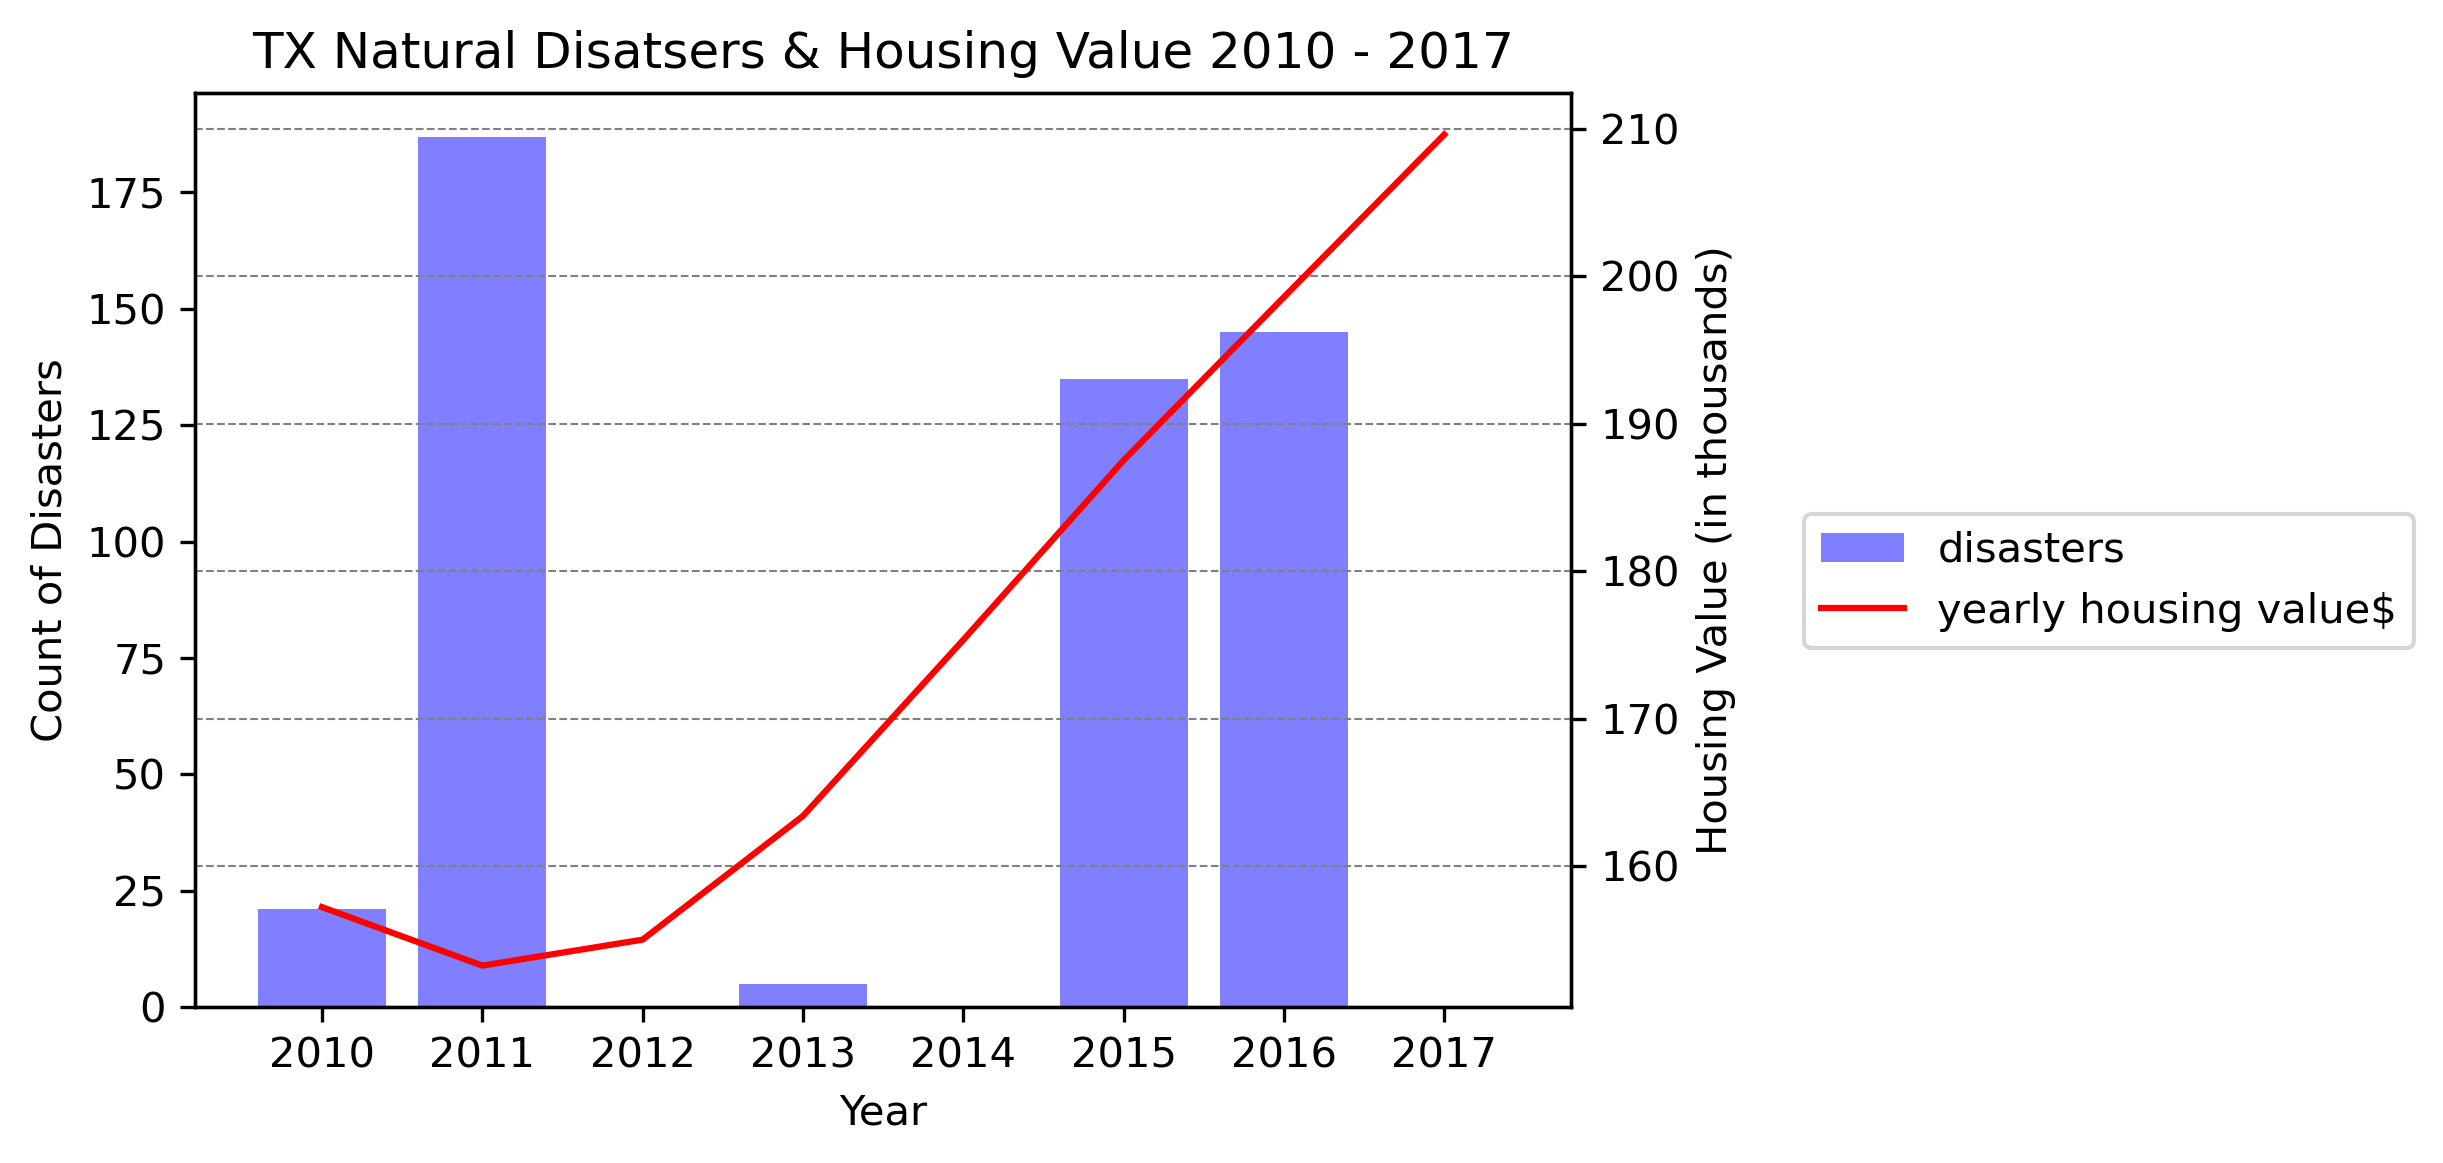 TX Natural Disatsers & Housing Value 2010 - 2017
Count of Disasters
175
150
125
100
75
50
25
0
210
200
190
180
170
160
Housing Value (in thousands)
2010 2011 2012 2013 2014 2015 2016 2017
Year
disasters
yearly housing value$